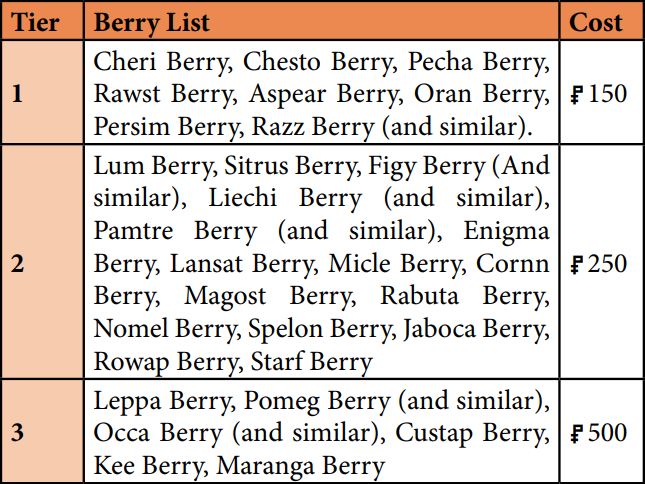 Tier Berry List Cost
1
Cheri Berry, Chesto Berry, Pecha Berry,
Rawst Berry, Aspear Berry, Oran Berry,
Persim Berry, Razz Berry (and similar).
150
2
Lum Berry, Sitrus Berry, Figy Berry (And
similar), Liechi Berry (and similar),
Pamtre Berry (and similar), Enigma
Berry, Lansat Berry, Micle Berry, Cornn
Berry, Magost Berry, Rabuta Berry,
Nomel Berry, Spelon Berry, Jaboca Berry,
Rowap Berry, Starf Berry
250
3
Leppa Berry, Pomeg Berry (and similar),
Occa Berry (and similar), Custap Berry,
Kee Berry, Maranga Berry
500